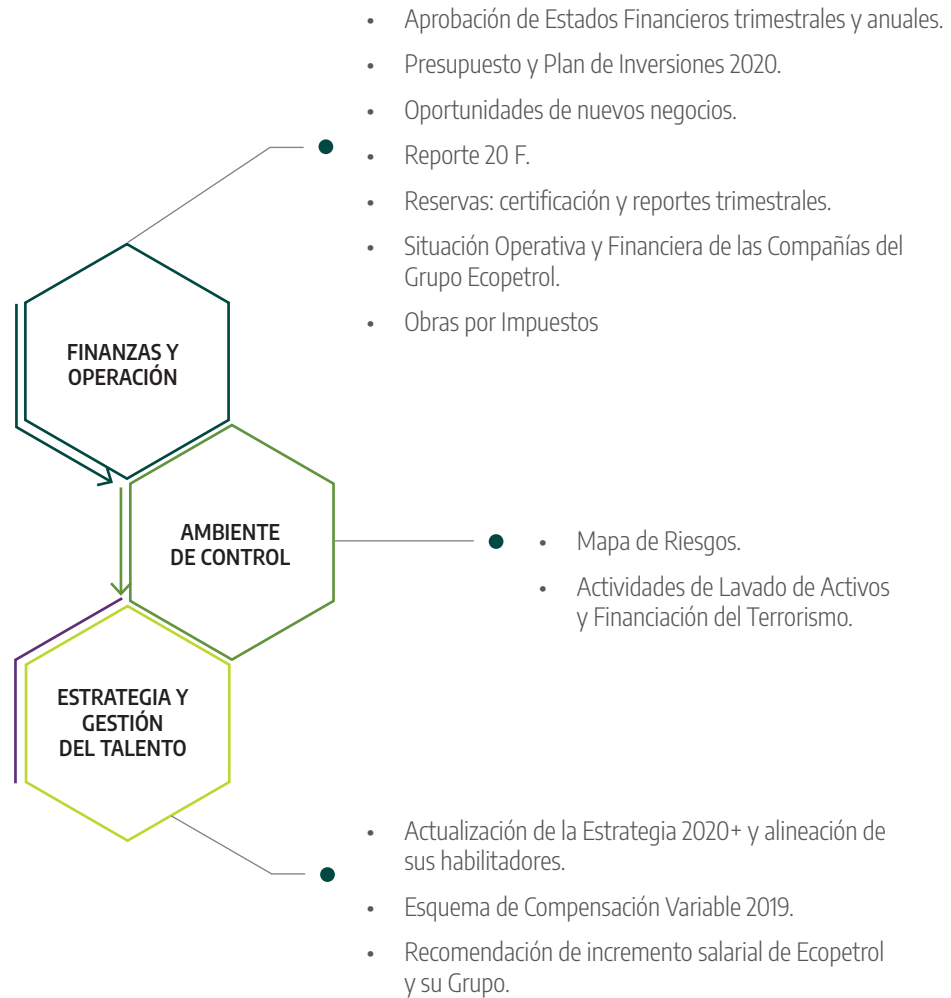 • Aprobación de Estados Financieros trimestrales y anuales.
• Presupuesto y Plan de Inversiones 2020.
• Oportunidades de nuevos negocios.
• Reporte 20 F.
• Reservas: certificación y reportes trimestrales.
• Situación Operativa y Financiera de las Compañías del
Grupo Ecopetrol.
• Obras por Impuestos
FINANZAS Y
OPERACIÓN
AMBIENTE
DE CONTROL
• Mapa de Riesgos.
• Actividades de Lavado de Activos
y Financiación del Terrorismo.
ESTRATEGIA Y
GESTIÓN
DEL TALENTO
• Actualización de la Estrategia 2020+ y alineación de
sus habilitadores.
• Esquema de Compensación Variable 2019.
• Recomendación de incremento salarial de Ecopetrol
y su Grupo.